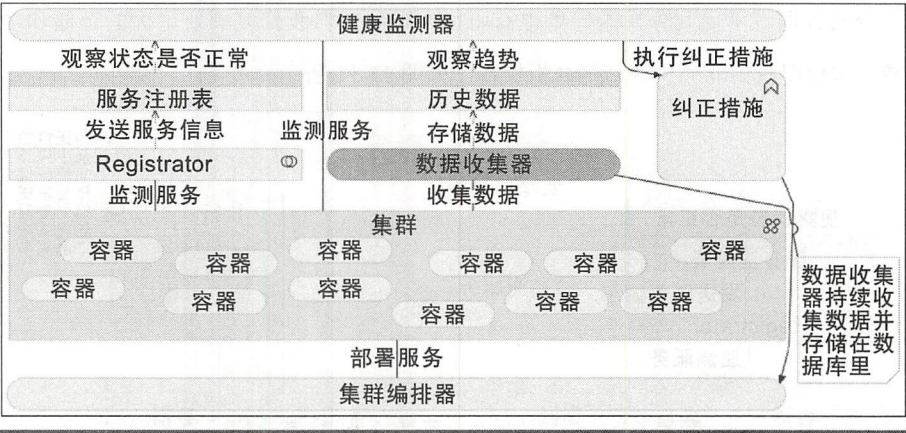 健康监测器
观察状态是否正常
观察趋势
执行纠正措施
服务注册表
历史数据
纠正措施
发送服务信息
监测服务
存储数据
Registrator
数据收集器
监测服务
收集数据
集群
容器
容器
容器
容器
容器
容器
容器
容器
容器
容器
容器
容器
数据收集
器持续收
集数据并
存储在数
据库里
部署服务
集群编排器